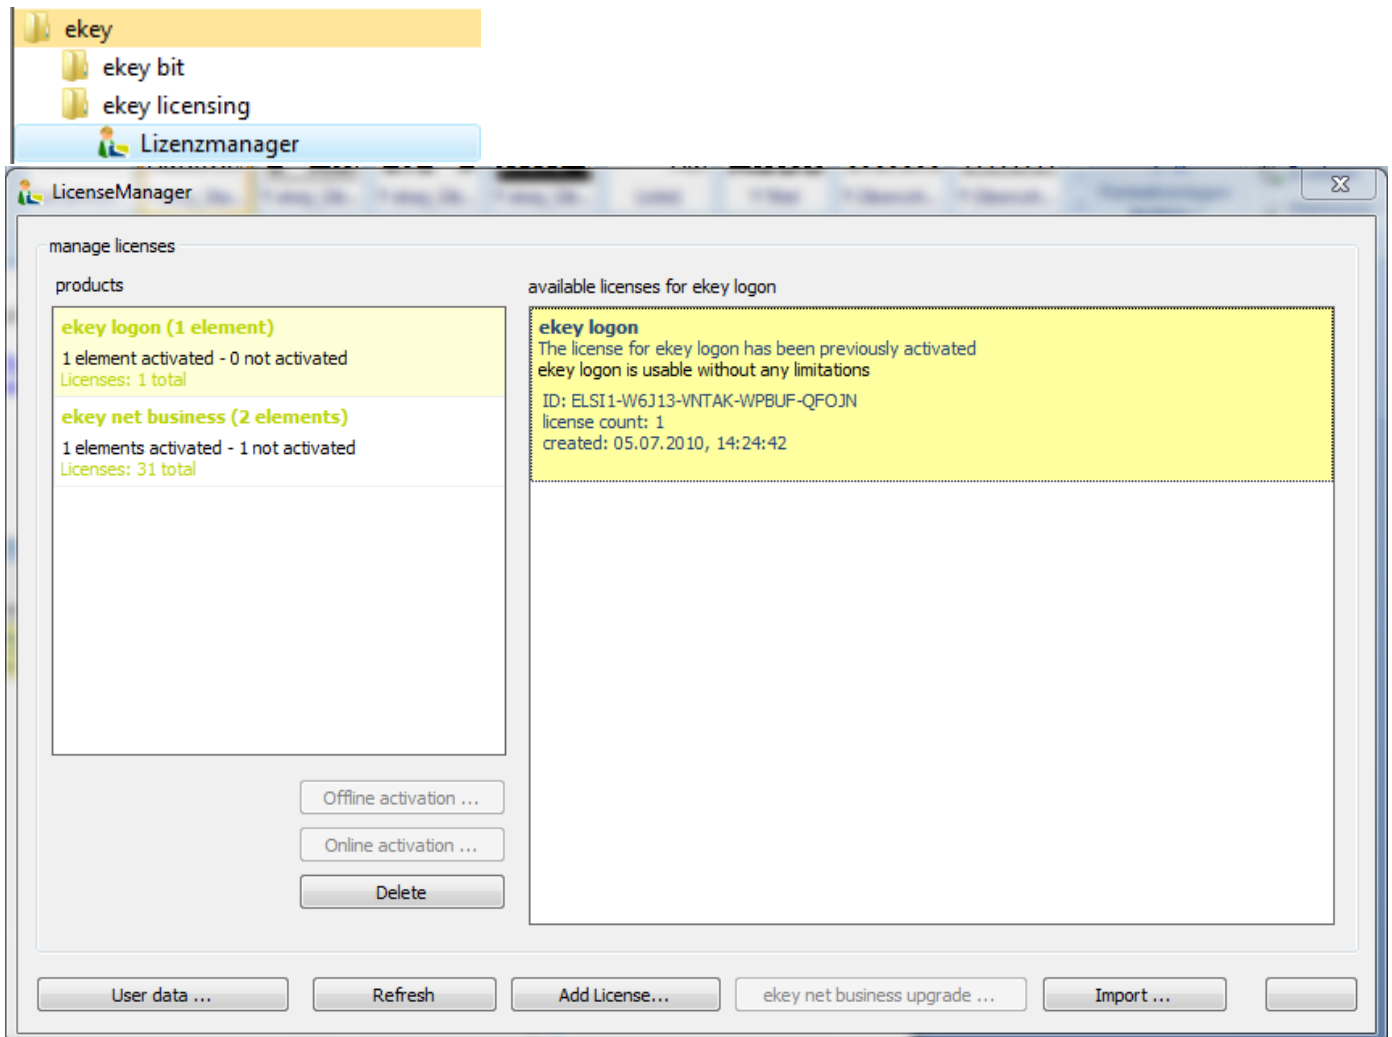 ekey
ekey bit
ekey licensing
Lizenzmanager
LicenseManager
manage licenses
products
available licenses for ekey logon
ekey logon (1 element)
1 element activated - 0 not activated
Licenses: 1 total
ekey net business (2 elements)
1 elements activated - 1 not activated
Licenses: 31 total
ekey logon
The license for ekey logon has been previously activated
ekey logon is usable without any limitations
ID: ELSI1-W6J13-VNTAK-WPBUF-QFOJN
license count: 1
created: 05.07.2010, 14:24:42
Offline activation ...
Online activation ...
Delete
User data ...
Refresh
Add License...
ekey net business upgrade ...
Import ...